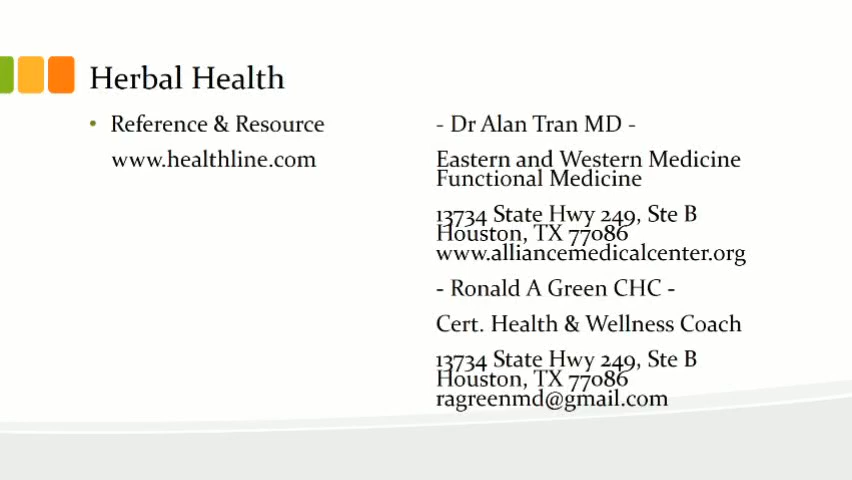 Herbal Health
• Reference & Resource
www.healthline.com
- Dr Alan Tran MD -
Eastern and Western Medicine
Functional Medicine
13734 State Hwy 249, Ste B
Houston, TX 77086
www.alliancemedicalcenter.org
- Ronald A Green CHC -
Cert. Health & Wellness Coach
13734 State Hwy 249, Ste B
Houston, TX 77086
ragreenmd@gmail.com